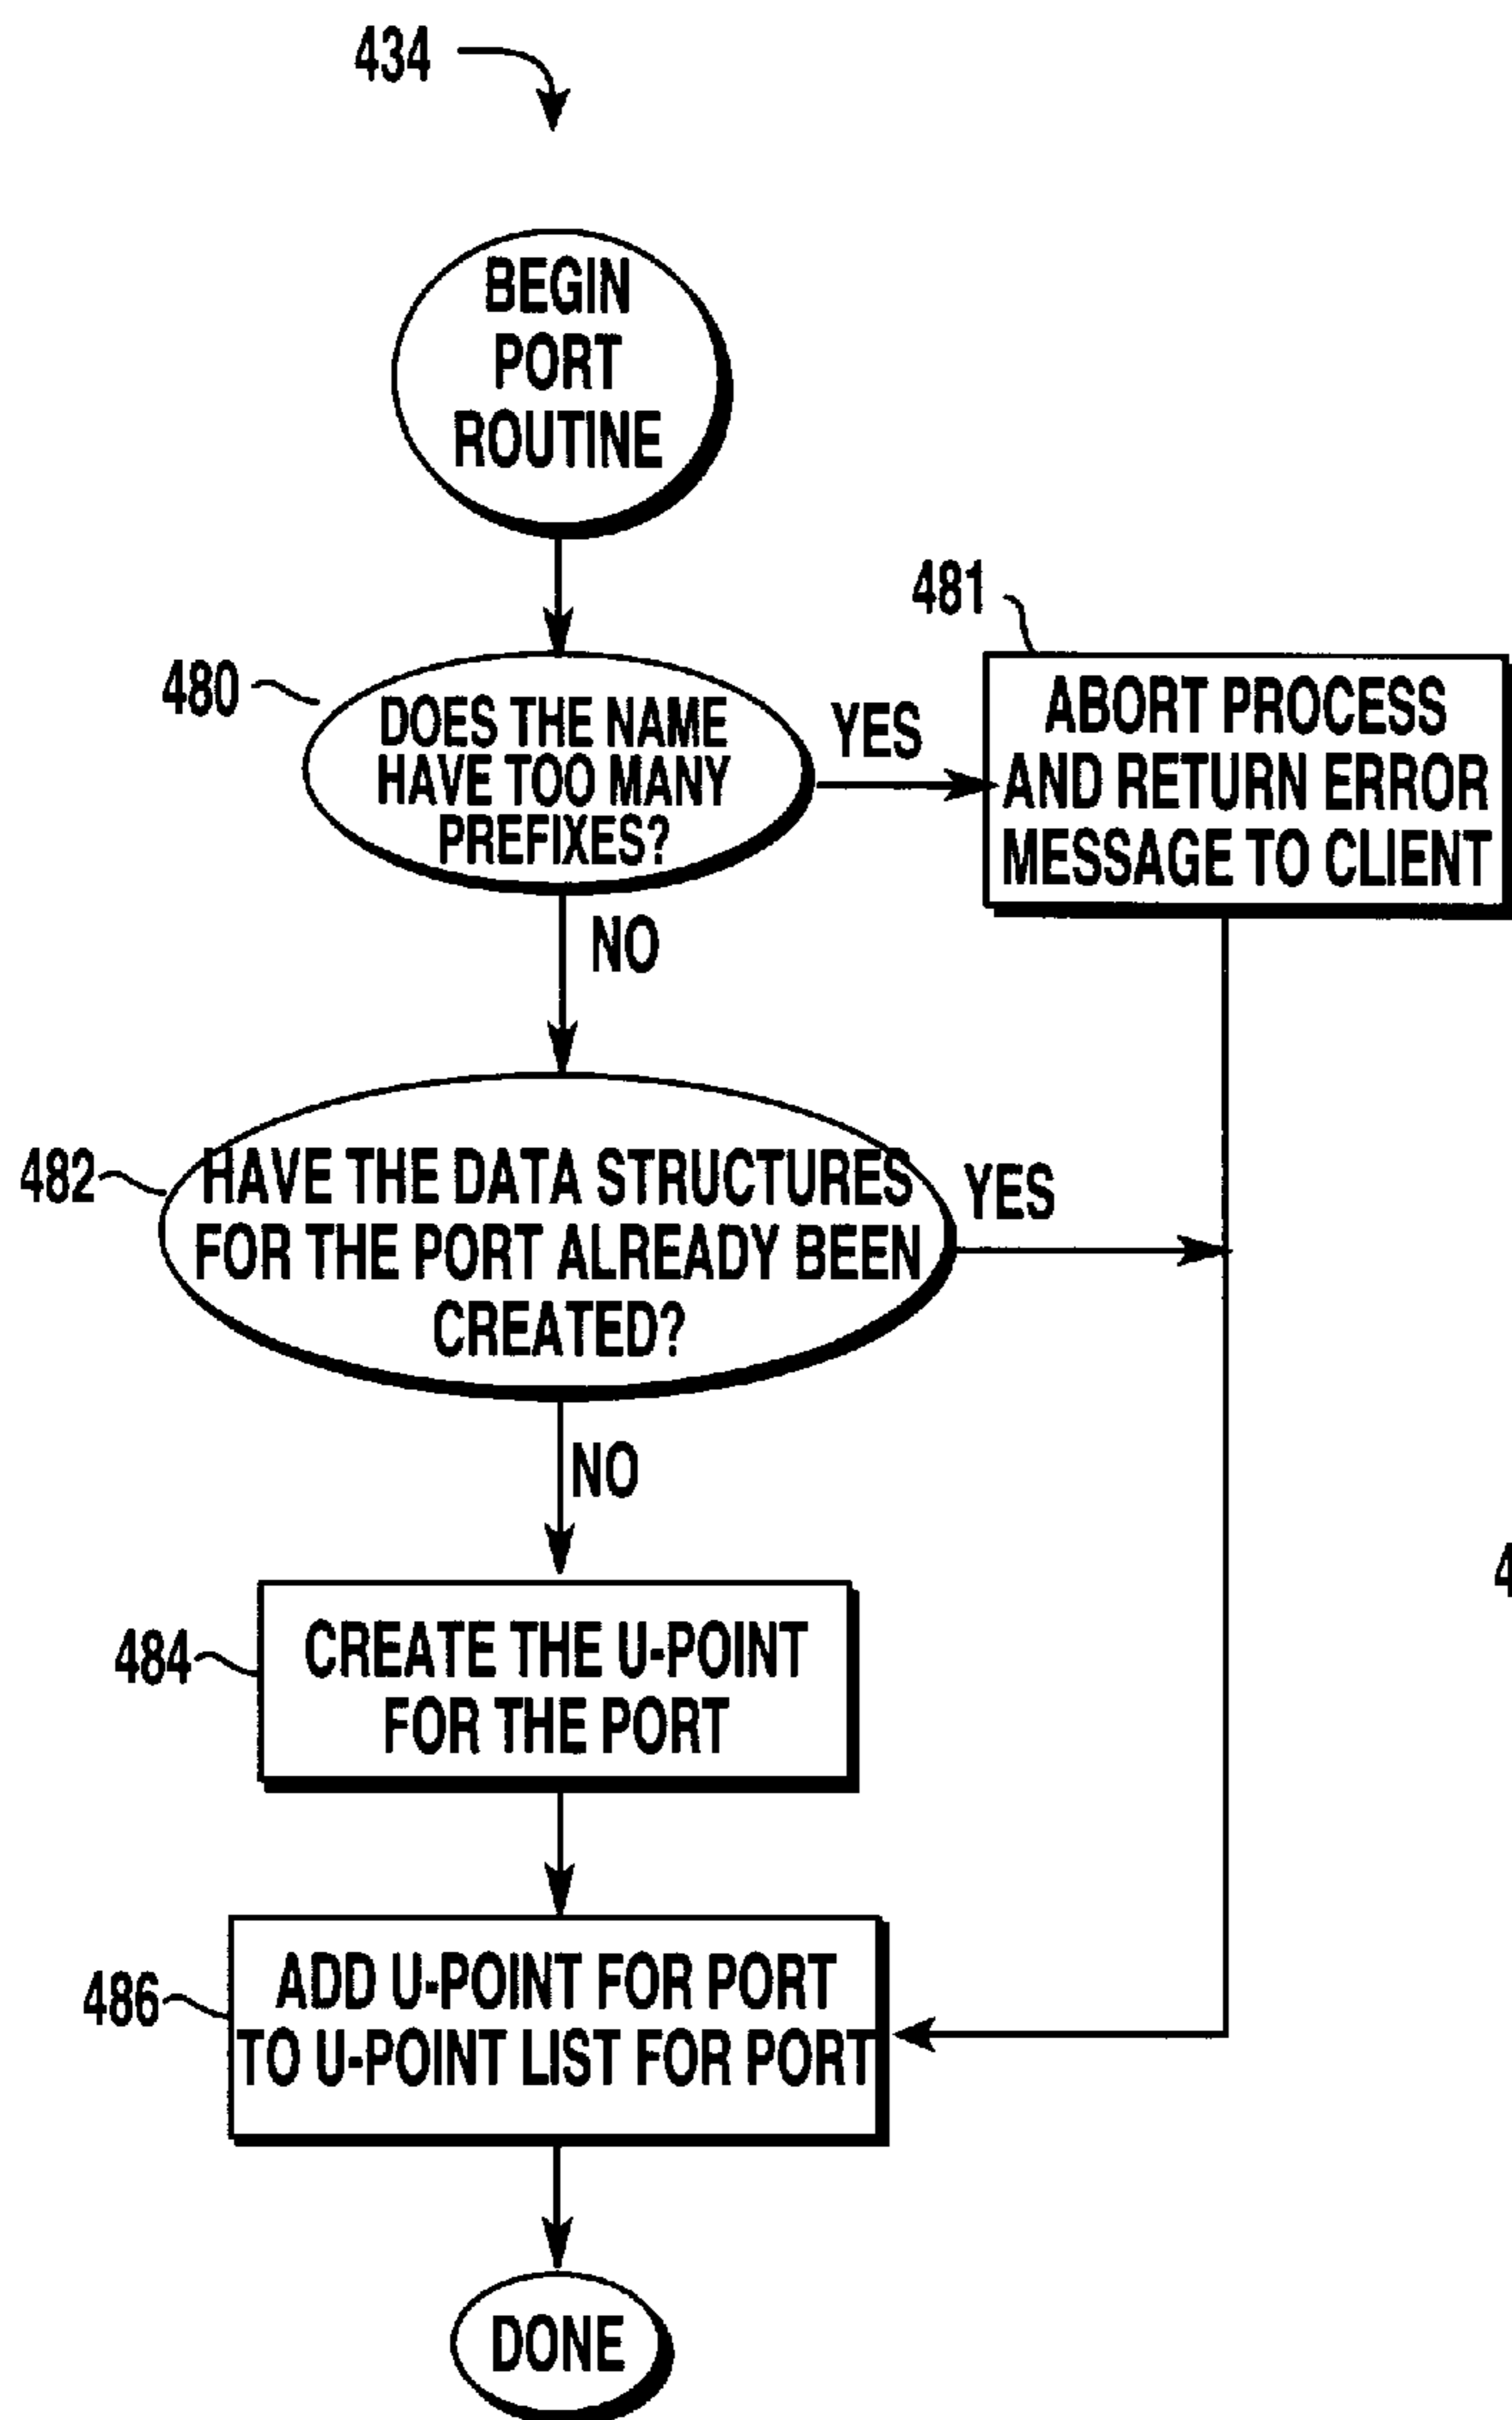 434
BEGIN
PORT
ROUTINE
480
DOES THE NAME
HAVE TOO MANY
PREFIXES?
YES
481
ABORT PROCESS
AND RETURN ERROR
MESSAGE TO CLIENT
NO
482
HAVE THE DATA STRUCTURES
FOR THE PORT ALREADY BEEN
CREATED?
YES
NO
484
CREATE THE U-POINT
FOR THE PORT
486
ADD U-POINT FOR PORT
TO U-POINT LIST FOR PORT
DONE